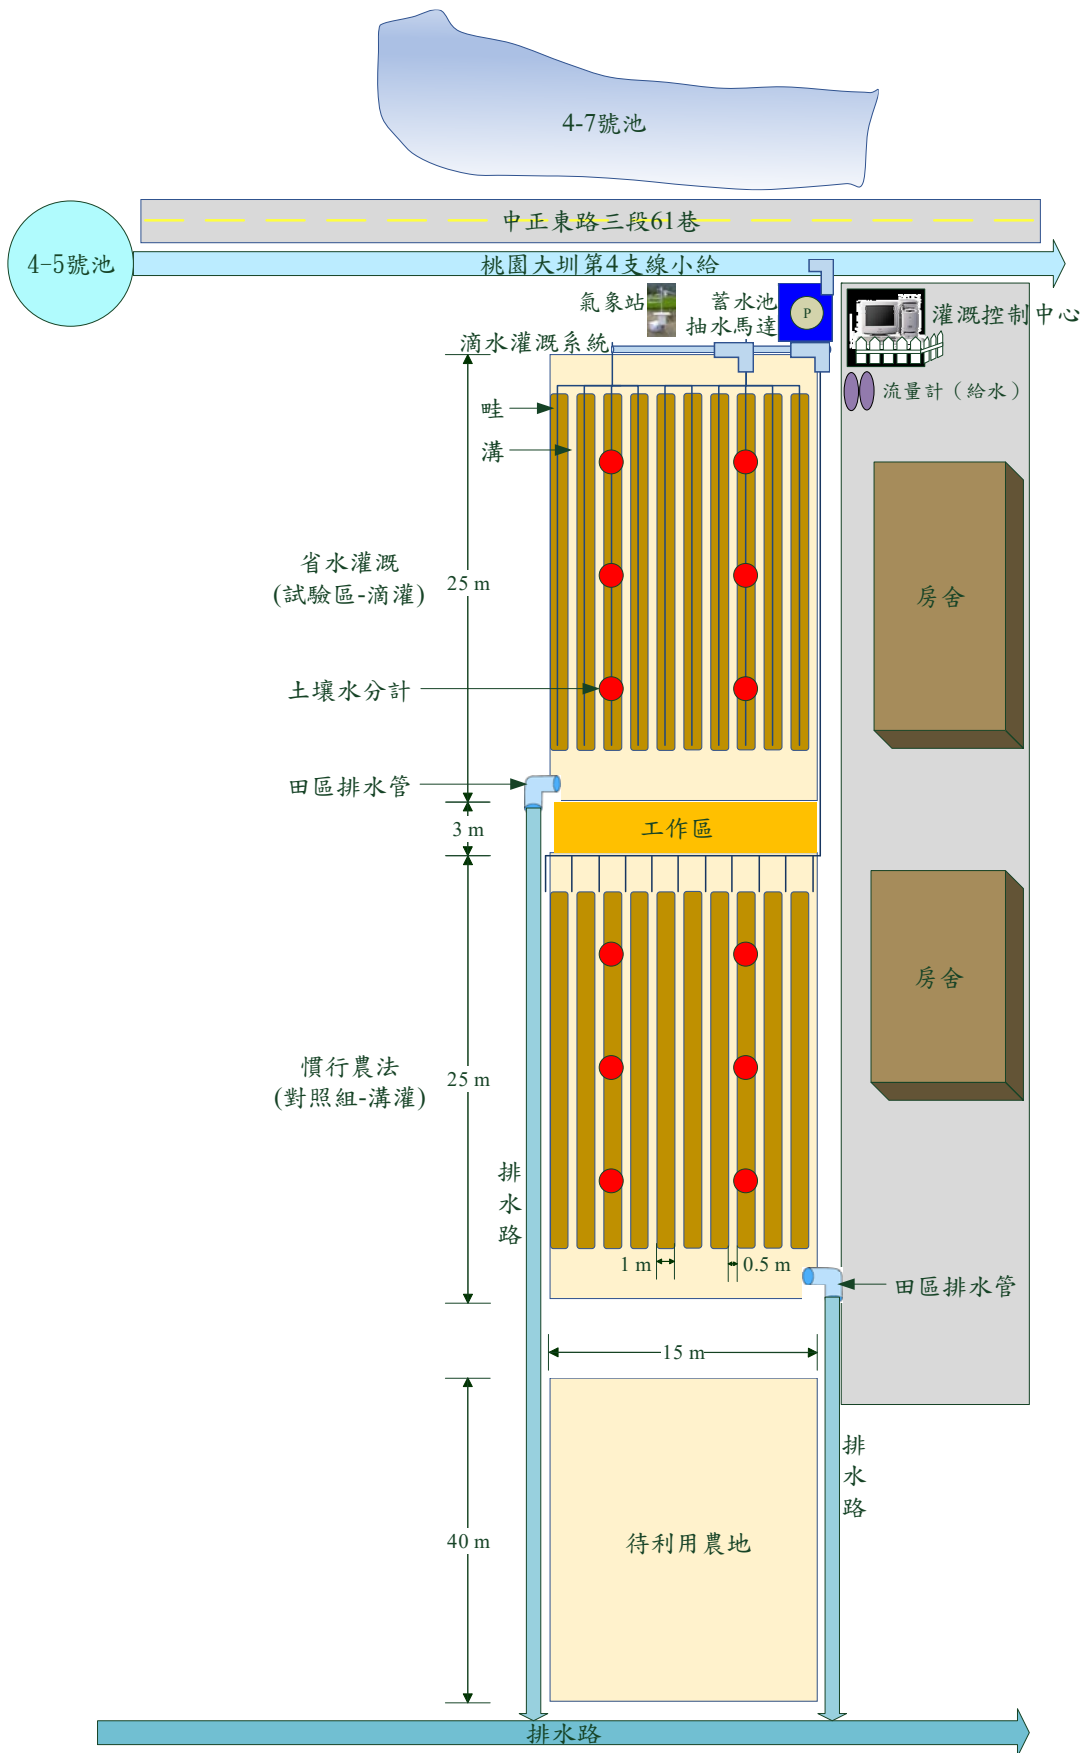 4-7號池
中正東路三段61巷
4-5號池
桃園大圳第4支線小給
氣象站
蓄水池
抽水馬達
P
灌溉控制中心
滴水灌溉系統
流量計（給水）
畦
溝
省水灌溉
(試驗區-滴灌)
25 m
房舍
土壤水分計
田區排水管
3 m
工作區
房舍
慣行農法
(對照組-溝灌)
25 m
排水路
1 m
0.5 m
田區排水管
15 m
排水路
40 m
待利用農地
排水路